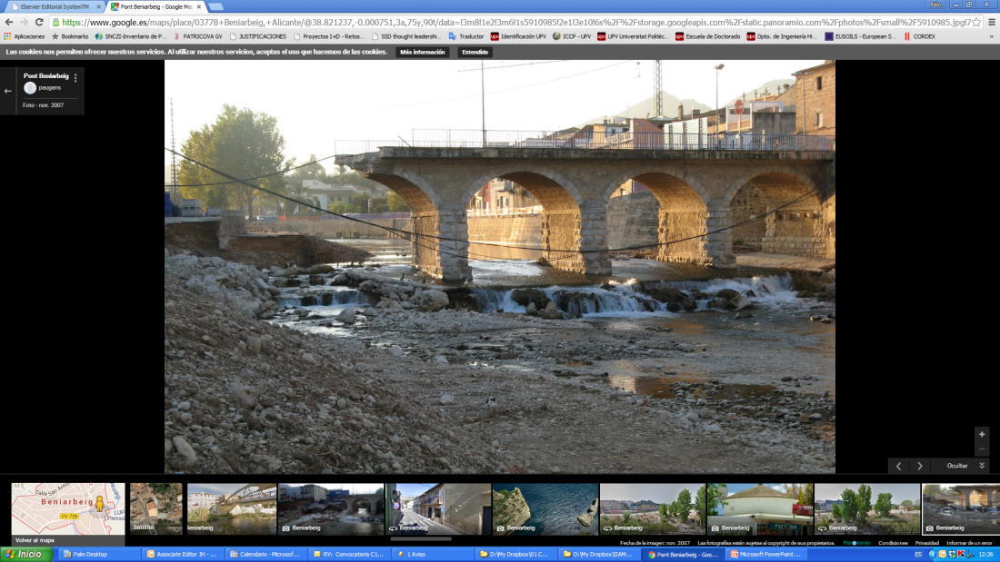 Elsevier Editorial SystemTM
Pont Beniarbeig - Google Ma
https://www.google.es/maps/place/03778+Beniarbeig,+Alicante/@38.821237,-0.000751,3a,75y,90t/data=!3m8!1e2!3m6!1s5910985!2e1!3e10!6s%2F%2Fstorage.googleapis.com%2Fstatic.panoramio.com%2Fphotos%2Fsmall%2F5910985.jpg!7
Aplicaciones Bookmarks SNCZI-Inventario de P... PATRICOVA GV JUSTIFICACIONES Proyectos I+D - Retos... SSD thought leadersh... Traductor Identificación UPV ICCP - UPV UPV Universitat Politèc... Escuela de Doctorado Dpto. de Ingeniería Hi... EUSOILS - European S... CORDEX
Las cookies nos permiten ofrecer nuestros servicios. Al utilizar nuestros servicios, aceptas el uso que hacemos de las cookies. Más información Entendido
Pont Beniarbeig
paugans
Foto - nov. 2007
Ocultar
Calle San Anto
Beniarbeig
CV-729
Volver al mapa
Satélite
Beniarbeig
Beniarbeig
Beniarbeig
Beniarbeig
Beniarbeig
Beniarbeig
Beniarbeig
Beniarbeig
Fecha de la imagen: nov. 2007 Las fotografías están sujetas al copyright de sus propietarios. Panoramio Condiciones Privacidad Informar de un error
Inicio Palm Desktop Associate Editor JH - ... Calendario - Microsof... RV: Convocatoria C1... 1 Aviso D:\My Dropbox\01 C... D:\My Dropbox\IIAM... Pont Beniarbeig - Goo... Microsoft PowerPoint ... ES 12:26